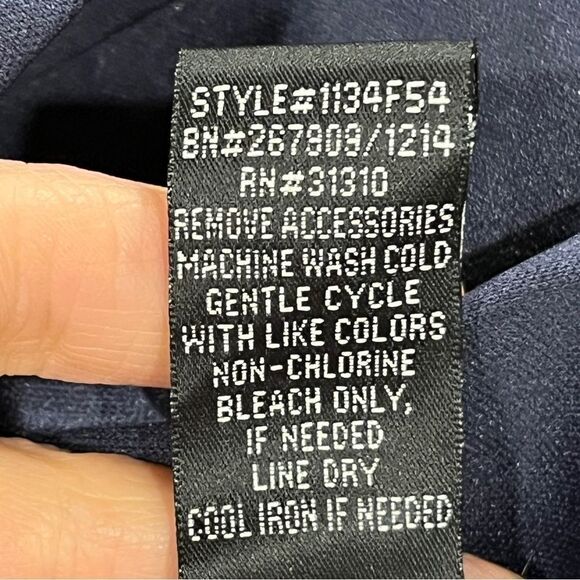 STYLE#1134F54
BN#267809/1214
RN#31310
REMOVE ACCESSORIES
MACHINE WASH COLD
GENTLE CYCLE
WITH LIKE COLORS
NON-CHLORINE
BLEACH ONLY,
IF NEEDED
LINE DRY
COOL IRON IF NEEDED